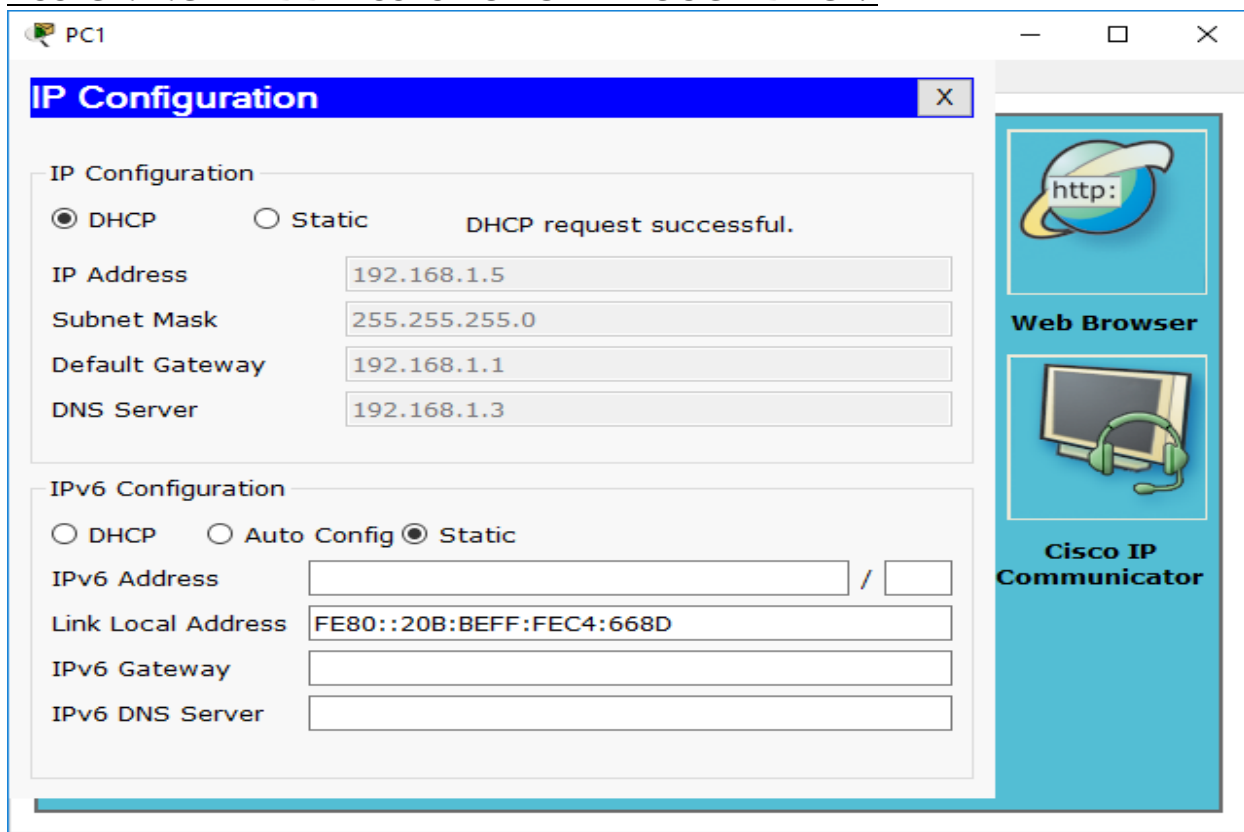 PC1
IP Configuration
X
IP Configuration
DHCP Static DHCP request successful.
IP Address 192.168.1.5
Subnet Mask 255.255.255.0
Default Gateway 192.168.1.1
DNS Server 192.168.1.3
IPv6 Configuration
DHCP Auto Config Static
IPv6 Address /
Link Local Address FE80::20B:BEFF:FEC4:668D
IPv6 Gateway
IPv6 DNS Server
http:
Web Browser
Cisco IP
Communicator